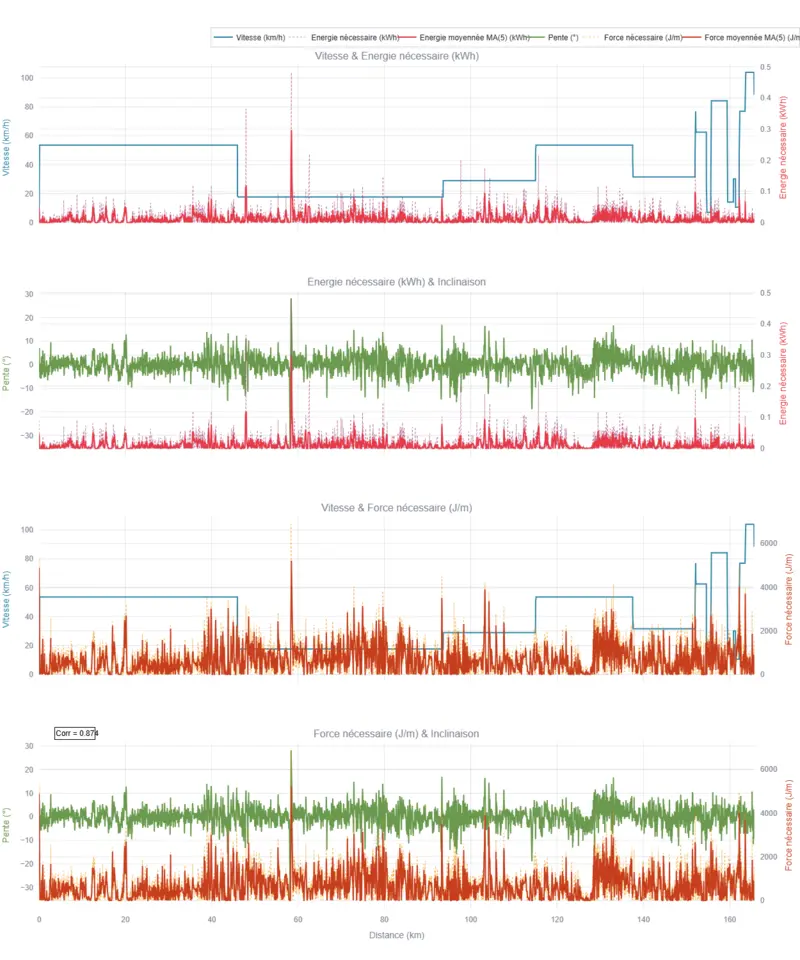 Vitesse (km/h) Energie nécessaire (kWh) Energie moyennée MA(5) (kWh) Pente (°) Force nécessaire (J/m) Force moyennée MA(5) (J/m
Vitesse & Energie nécessaire (kWh)
Vitesse (km/h)
100
80
60
40
20
0
0.5
0.4
0.3
0.2
0.1
0
Energie nécessaire (kWh)
Energie nécessaire (kWh) & Inclinaison
Pente (°)
30
20
10
0
−10
−20
−30
0.5
0.4
0.3
0.2
0.1
0
Energie nécessaire (kWh)
Vitesse & Force nécessaire (J/m)
Vitesse (km/h)
100
80
60
40
20
0
6000
4000
2000
0
Force nécessaire (J/m)
Corr = 0.874
Force nécessaire (J/m) & Inclinaison
Pente (°)
30
20
10
0
−10
−20
−30
6000
4000
2000
0
Force nécessaire (J/m)
0 20 40 60 80 100 120 140 160
Distance (km)